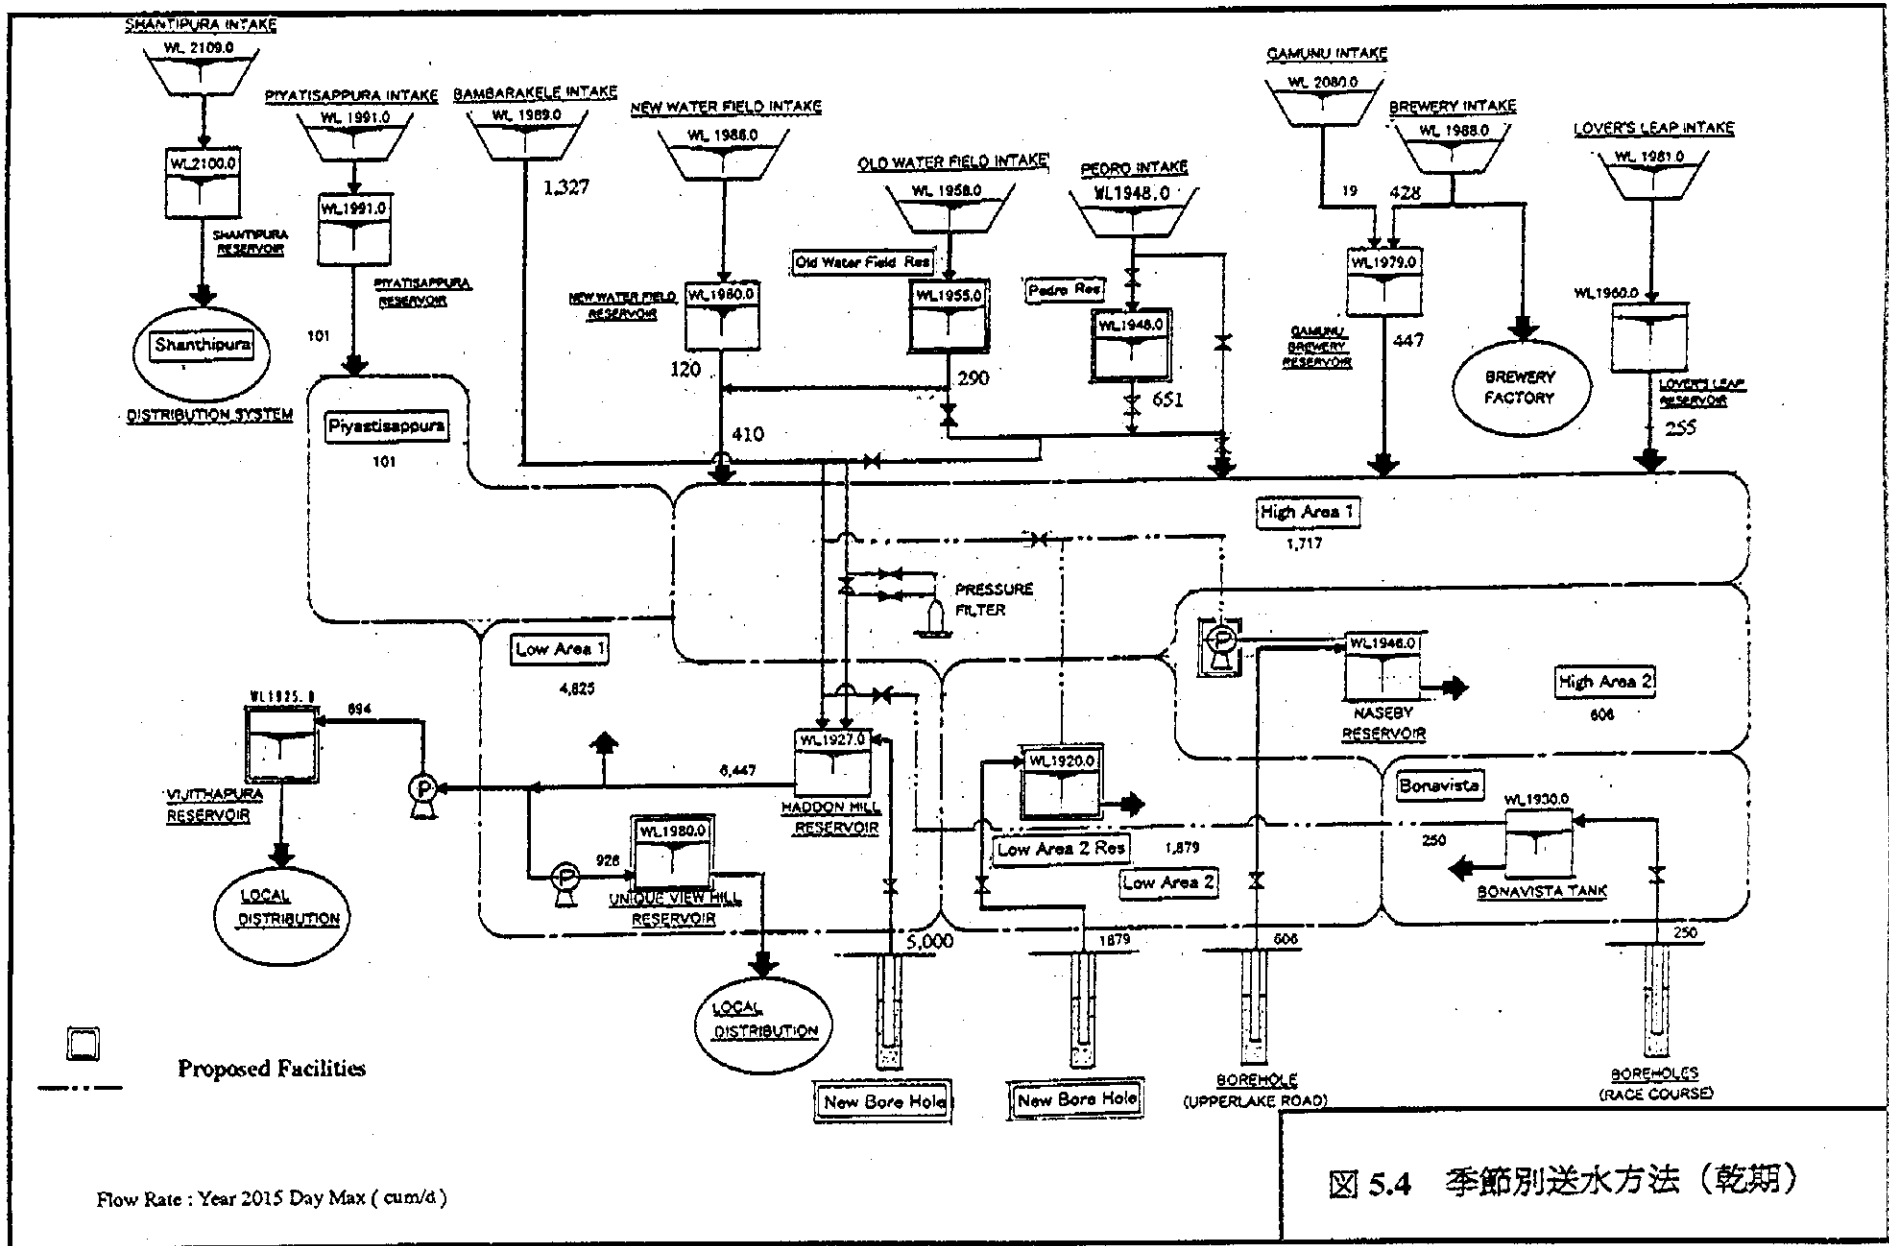 SHANTIPURA INTAKE
WL 2109.0
WL2100.0
SHANTIPURA
RESERVOIR
Shanthipura
DISTRIBUTION SYSTEM
PIYATISAPPURA INTAKE
WL 1991.0
WL1991.0
PIYATISAPPURA
RESERVOIR
101
Piyastisappura
101
BAMBARAKELE INTAKE
WL 1989.0
1,327
NEW WATER FIELD INTAKE
WL 1986.0
WL1960.0
NEW WATER FIELD
RESERVOIR
120
410
OLD WATER FIELD INTAKE
WL 1958.0
Old Water Field Res
WL1955.0
290
PEDRO INTAKE
WL1948.0
Pedro Res
WL1948.0
651
GAMUNU INTAKE
WL 2080.0
19
428
BREWERY INTAKE
WL 1988.0
WL1979.0
GAMUNU
BREWERY
RESERVOIR
447
BREWERY
FACTORY
LOVER'S LEAP INTAKE
WL 1981.0
WL1960.0
LOVER'S LEAP
RESERVOIR
255
High Area 1
1,717
PRESSURE
FILTER
Low Area 1
4,825
P
WL1946.0
NASEBY
RESERVOIR
High Area 2
606
WL1925.0
VIJITHAPURA
RESERVOIR
894
P
LOCAL
DISTRIBUTION
6,447
WL1927.0
HADDON HILL
RESERVOIR
P
928
WL1980.0
UNIQUE VIEW HILL
RESERVOIR
LOCAL
DISTRIBUTION
WL1920.0
Low Area 2 Res
1,879
Low Area 2
Bonavista
WL1930.0
250
BONAVISTA TANK
5,000
1879
606
250
New Bore Hole
New Bore Hole
BOREHOLE
(UPPERLAKE ROAD)
BOREHOLES
(RACE COURSE)
Proposed Facilities
Flow Rate : Year 2015 Day Max ( cum/d )
図 5.4 季節別送水方法（乾期）